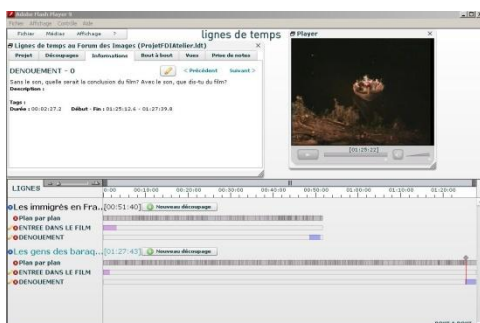 Adobe Flash Player 9
Fichier Affichage Contrôle Aide
Fichier Médias Affichage ?
lignes de temps
Lignes de temps au Forum des Images (ProjetFDIAtelier.ldt)
Player
Projet Découpages Informations Bout à bout Vues Prise de notes
DENOUEMENT - 0
< Précédent Suivant >
Sans le son, quelle serait la conclusion du film? Avec le son, que dis-tu du film?
Description :
Tags :
Durée : 00:02:27.2 Début - Fin : 01:25:12.6 - 01:27:39.8
[01:25:22]
LIGNES
0:00 00:10:00 00:20:00 00:30:00 00:40:00 00:50:00 01:00:00 01:10:00 01:20:00
Les immigrés en Fra... [00:51:40] Nouveau découpage
Plan par plan
ENTREE DANS LE FILM
DENOUEMENT
Les gens des baraq... [01:27:43] Nouveau découpage
Plan par plan
ENTREE DANS LE FILM
DENOUEMENT
BOUT A BOUT